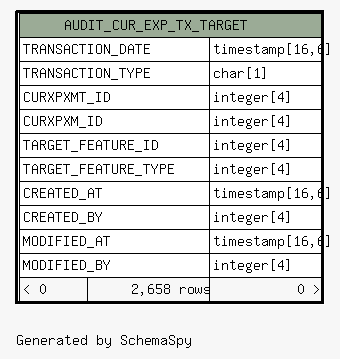 AUDIT_CUR_EXP_TX_TARGET
TRANSACTION_DATE timestamp[16,6]
TRANSACTION_TYPE char[1]
CURXPXMT_ID integer[4]
CURXPXM_ID integer[4]
TARGET_FEATURE_ID integer[4]
TARGET_FEATURE_TYPE integer[4]
CREATED_AT timestamp[16,6]
CREATED_BY integer[4]
MODIFIED_AT timestamp[16,6]
MODIFIED_BY integer[4]
< 0 2,658 rows 0 >
Generated by SchemaSpy